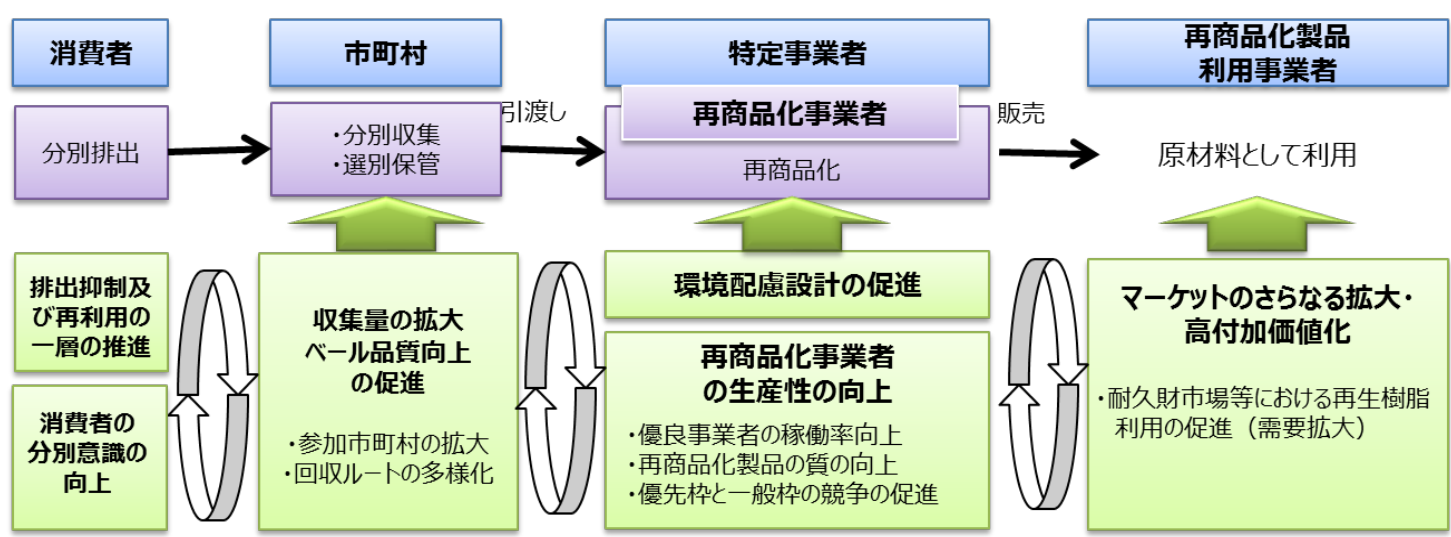 消費者
市町村
特定事業者
再商品化製品
利用事業者
分別排出
・分別収集
・選別保管
引渡し
再商品化事業者
再商品化
販売
原材料として利用
排出抑制及
び再利用の
一層の推進
消費者の
分別意識の
向上
収集量の拡大
ベール品質向上
の促進
・参加市町村の拡大
・回収ルートの多様化
環境配慮設計の促進
再商品化事業者
の生産性の向上
・優良事業者の稼働率向上
・再商品化製品の質の向上
・優先枠と一般枠の競争の促進
マーケットのさらなる拡大・
高付加価値化
・耐久財市場等における再生樹脂
利用の促進（需要拡大）